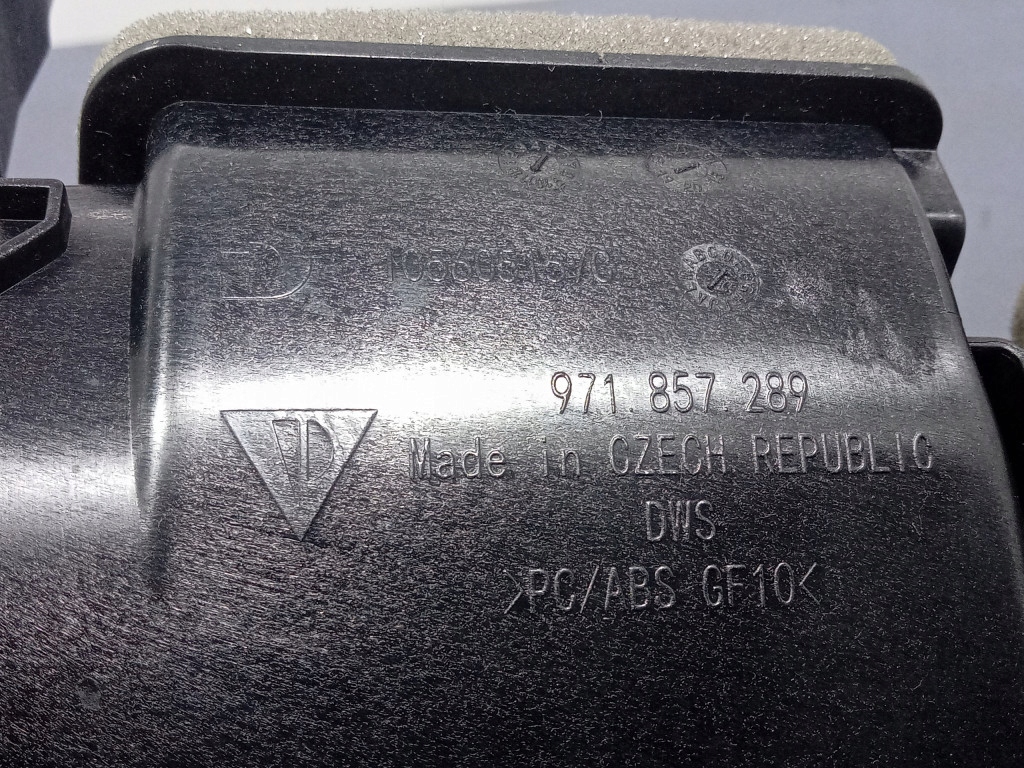 971.857.289
Made in CZECH REPUBLIC
DWS
>PC/ABS GF10<